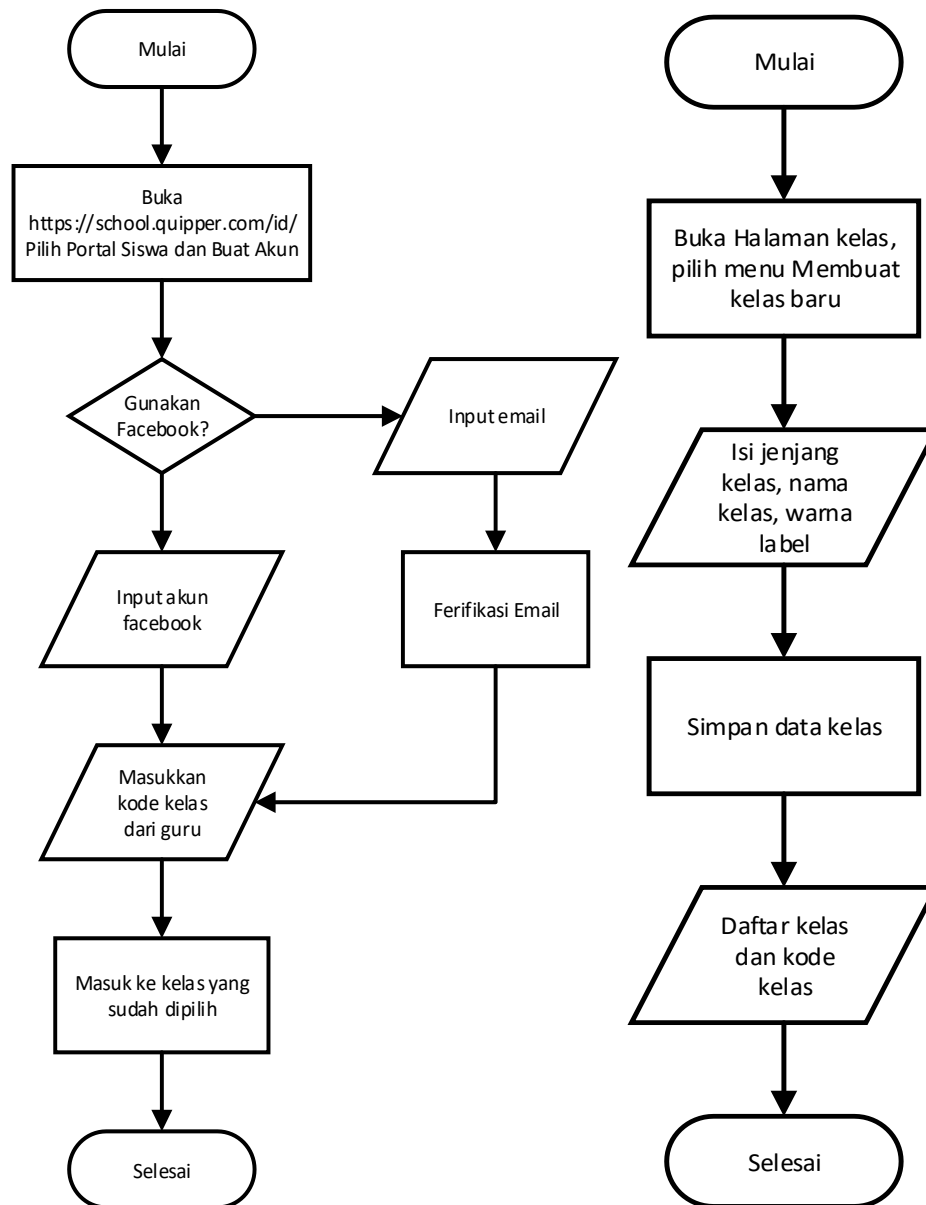 Mulai
Buka
https://school.quipper.com/id/
Pilih Portal Siswa dan Buat Akun
Gunakan
Facebook?
Input email
Input akun
facebook
Ferifikasi Email
Masukkan
kode kelas
dari guru
Masuk ke kelas yang
sudah dipilih
Selesai
Mulai
Buka Halaman kelas,
pilih menu Membuat
kelas baru
Isi jenjang
kelas, nama
kelas, warna
label
Simpan data kelas
Daftar kelas
dan kode
kelas
Selesai